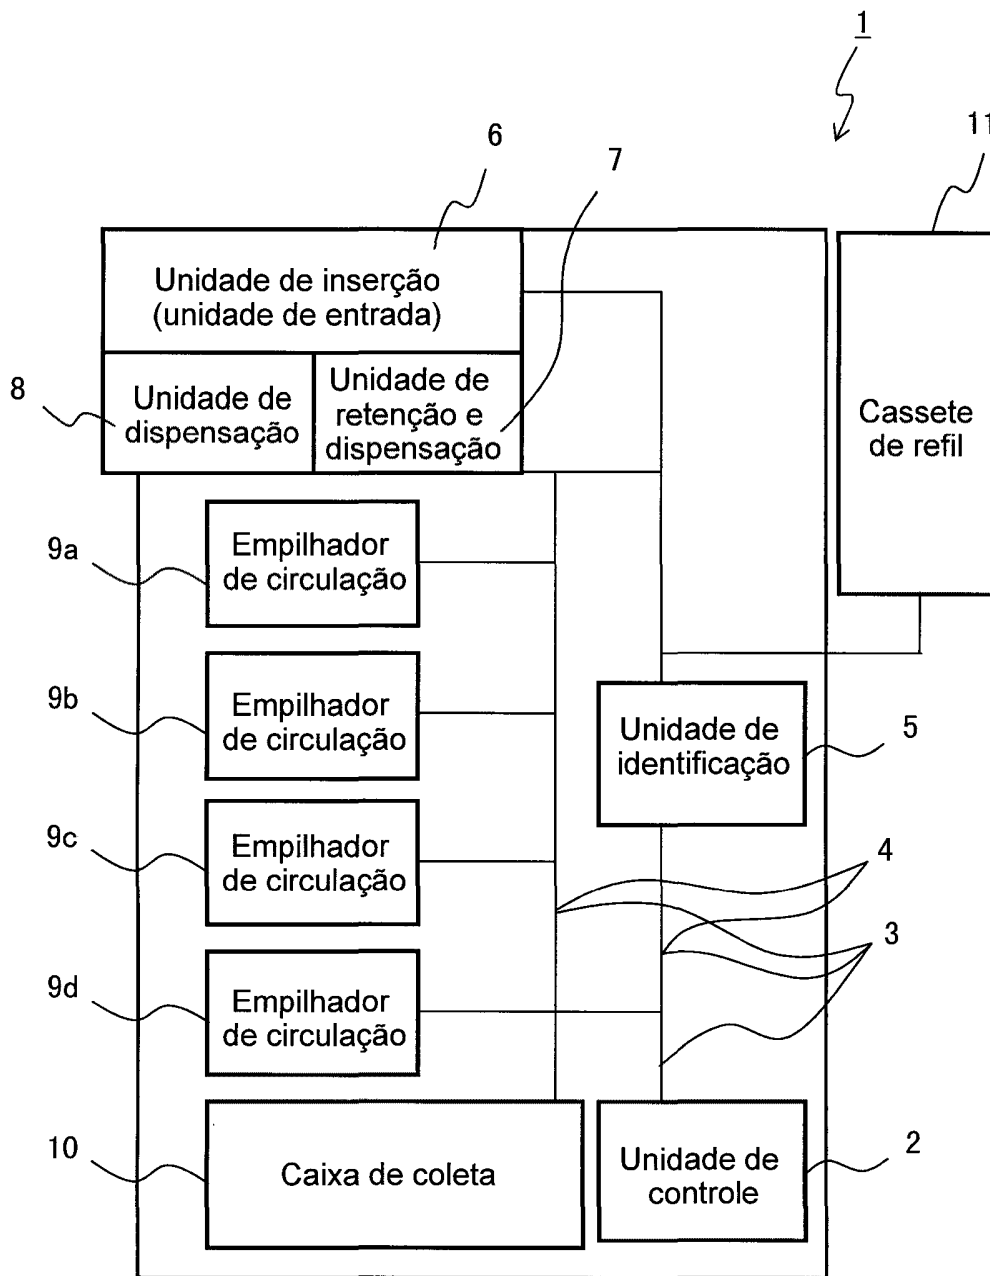 1
11
6
7
Unidade de inserção
(unidade de entrada)
8
Unidade de
dispensação
Unidade de
retenção e
dispensação
Cassete
de refil
9a
Empilhador
de circulação
9b
Empilhador
de circulação
Unidade de
identificação
5
9c
Empilhador
de circulação
4
3
9d
Empilhador
de circulação
10
Caixa de coleta
Unidade de
controle
2